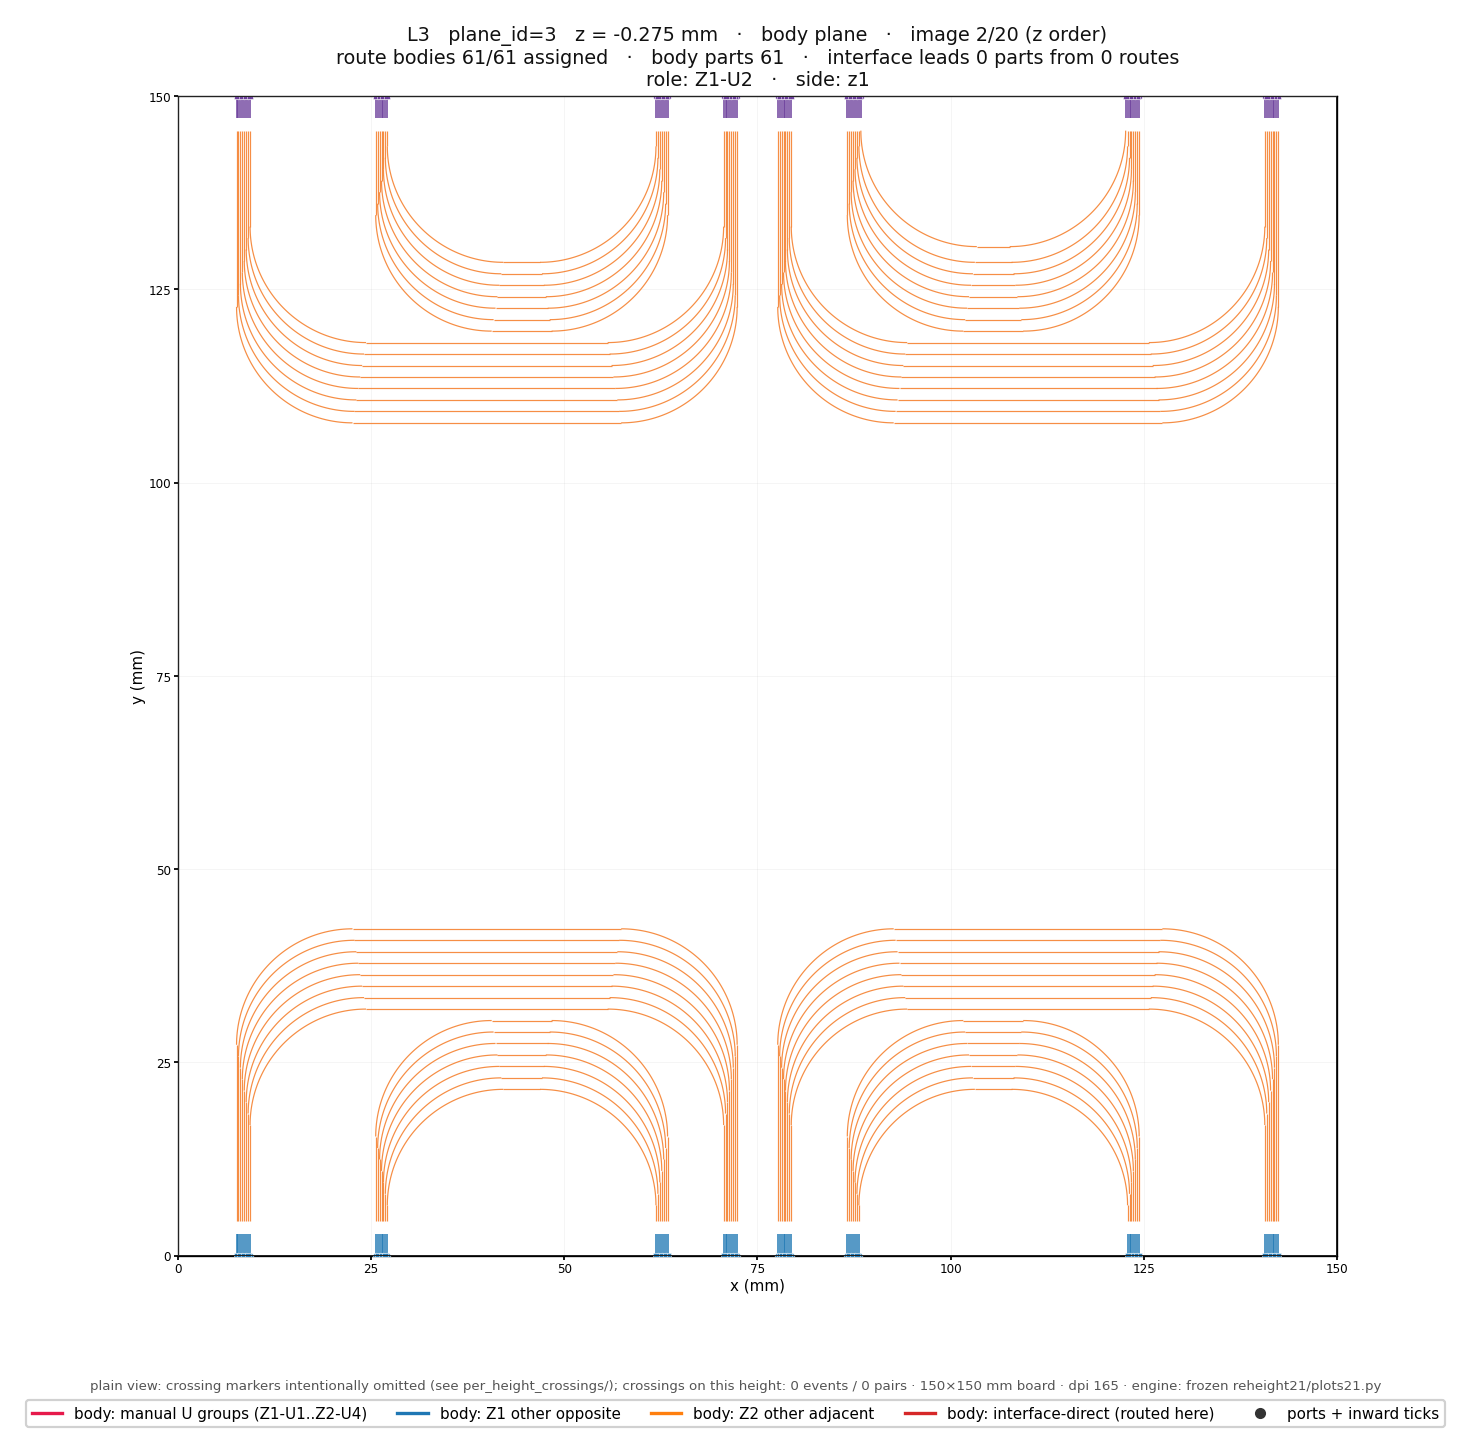 L3   plane_id=3   z = -0.275 mm   ·   body plane   ·   image 2/20 (z order)
route bodies 61/61 assigned   ·   body parts 61   ·   interface leads 0 parts from 0 routes
role: Z1-U2   ·   side: z1
150
125
100
75
50
25
0
y (mm)
0 25 50 75 100 125 150
x (mm)
plain view: crossing markers intentionally omitted (see per_height_crossings/); crossings on this height: 0 events / 0 pairs · 150×150 mm board · dpi 165 · engine: frozen reheight21/plots21.py
body: manual U groups (Z1-U1..Z2-U4) body: Z1 other opposite body: Z2 other adjacent body: interface-direct (routed here) ports + inward ticks